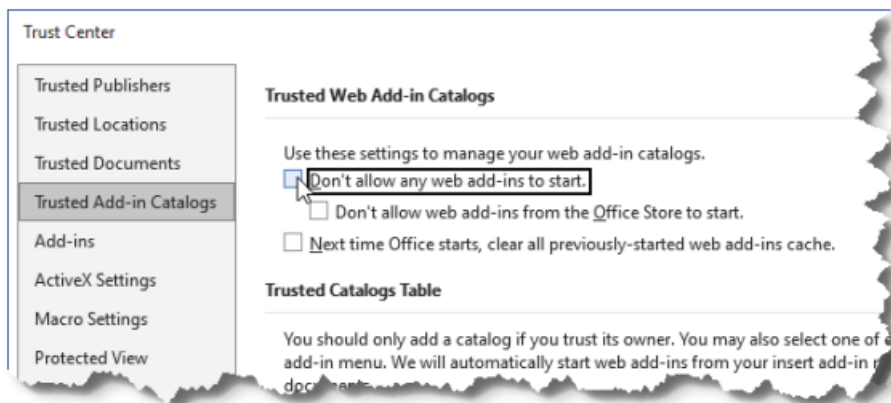 Trust Center
Trusted Publishers
Trusted Locations
Trusted Documents
Trusted Add-in Catalogs
Add-ins
ActiveX Settings
Macro Settings
Protected View
Trusted Web Add-in Catalogs
Use these settings to manage your web add-in catalogs.
Don't allow any web add-ins to start.
Don't allow web add-ins from the Office Store to start.
Next time Office starts, clear all previously-started web add-ins cache.
Trusted Catalogs Table
You should only add a catalog if you trust its owner. You may also select one of
add-in menu. We will automatically start web add-ins from your insert add-in